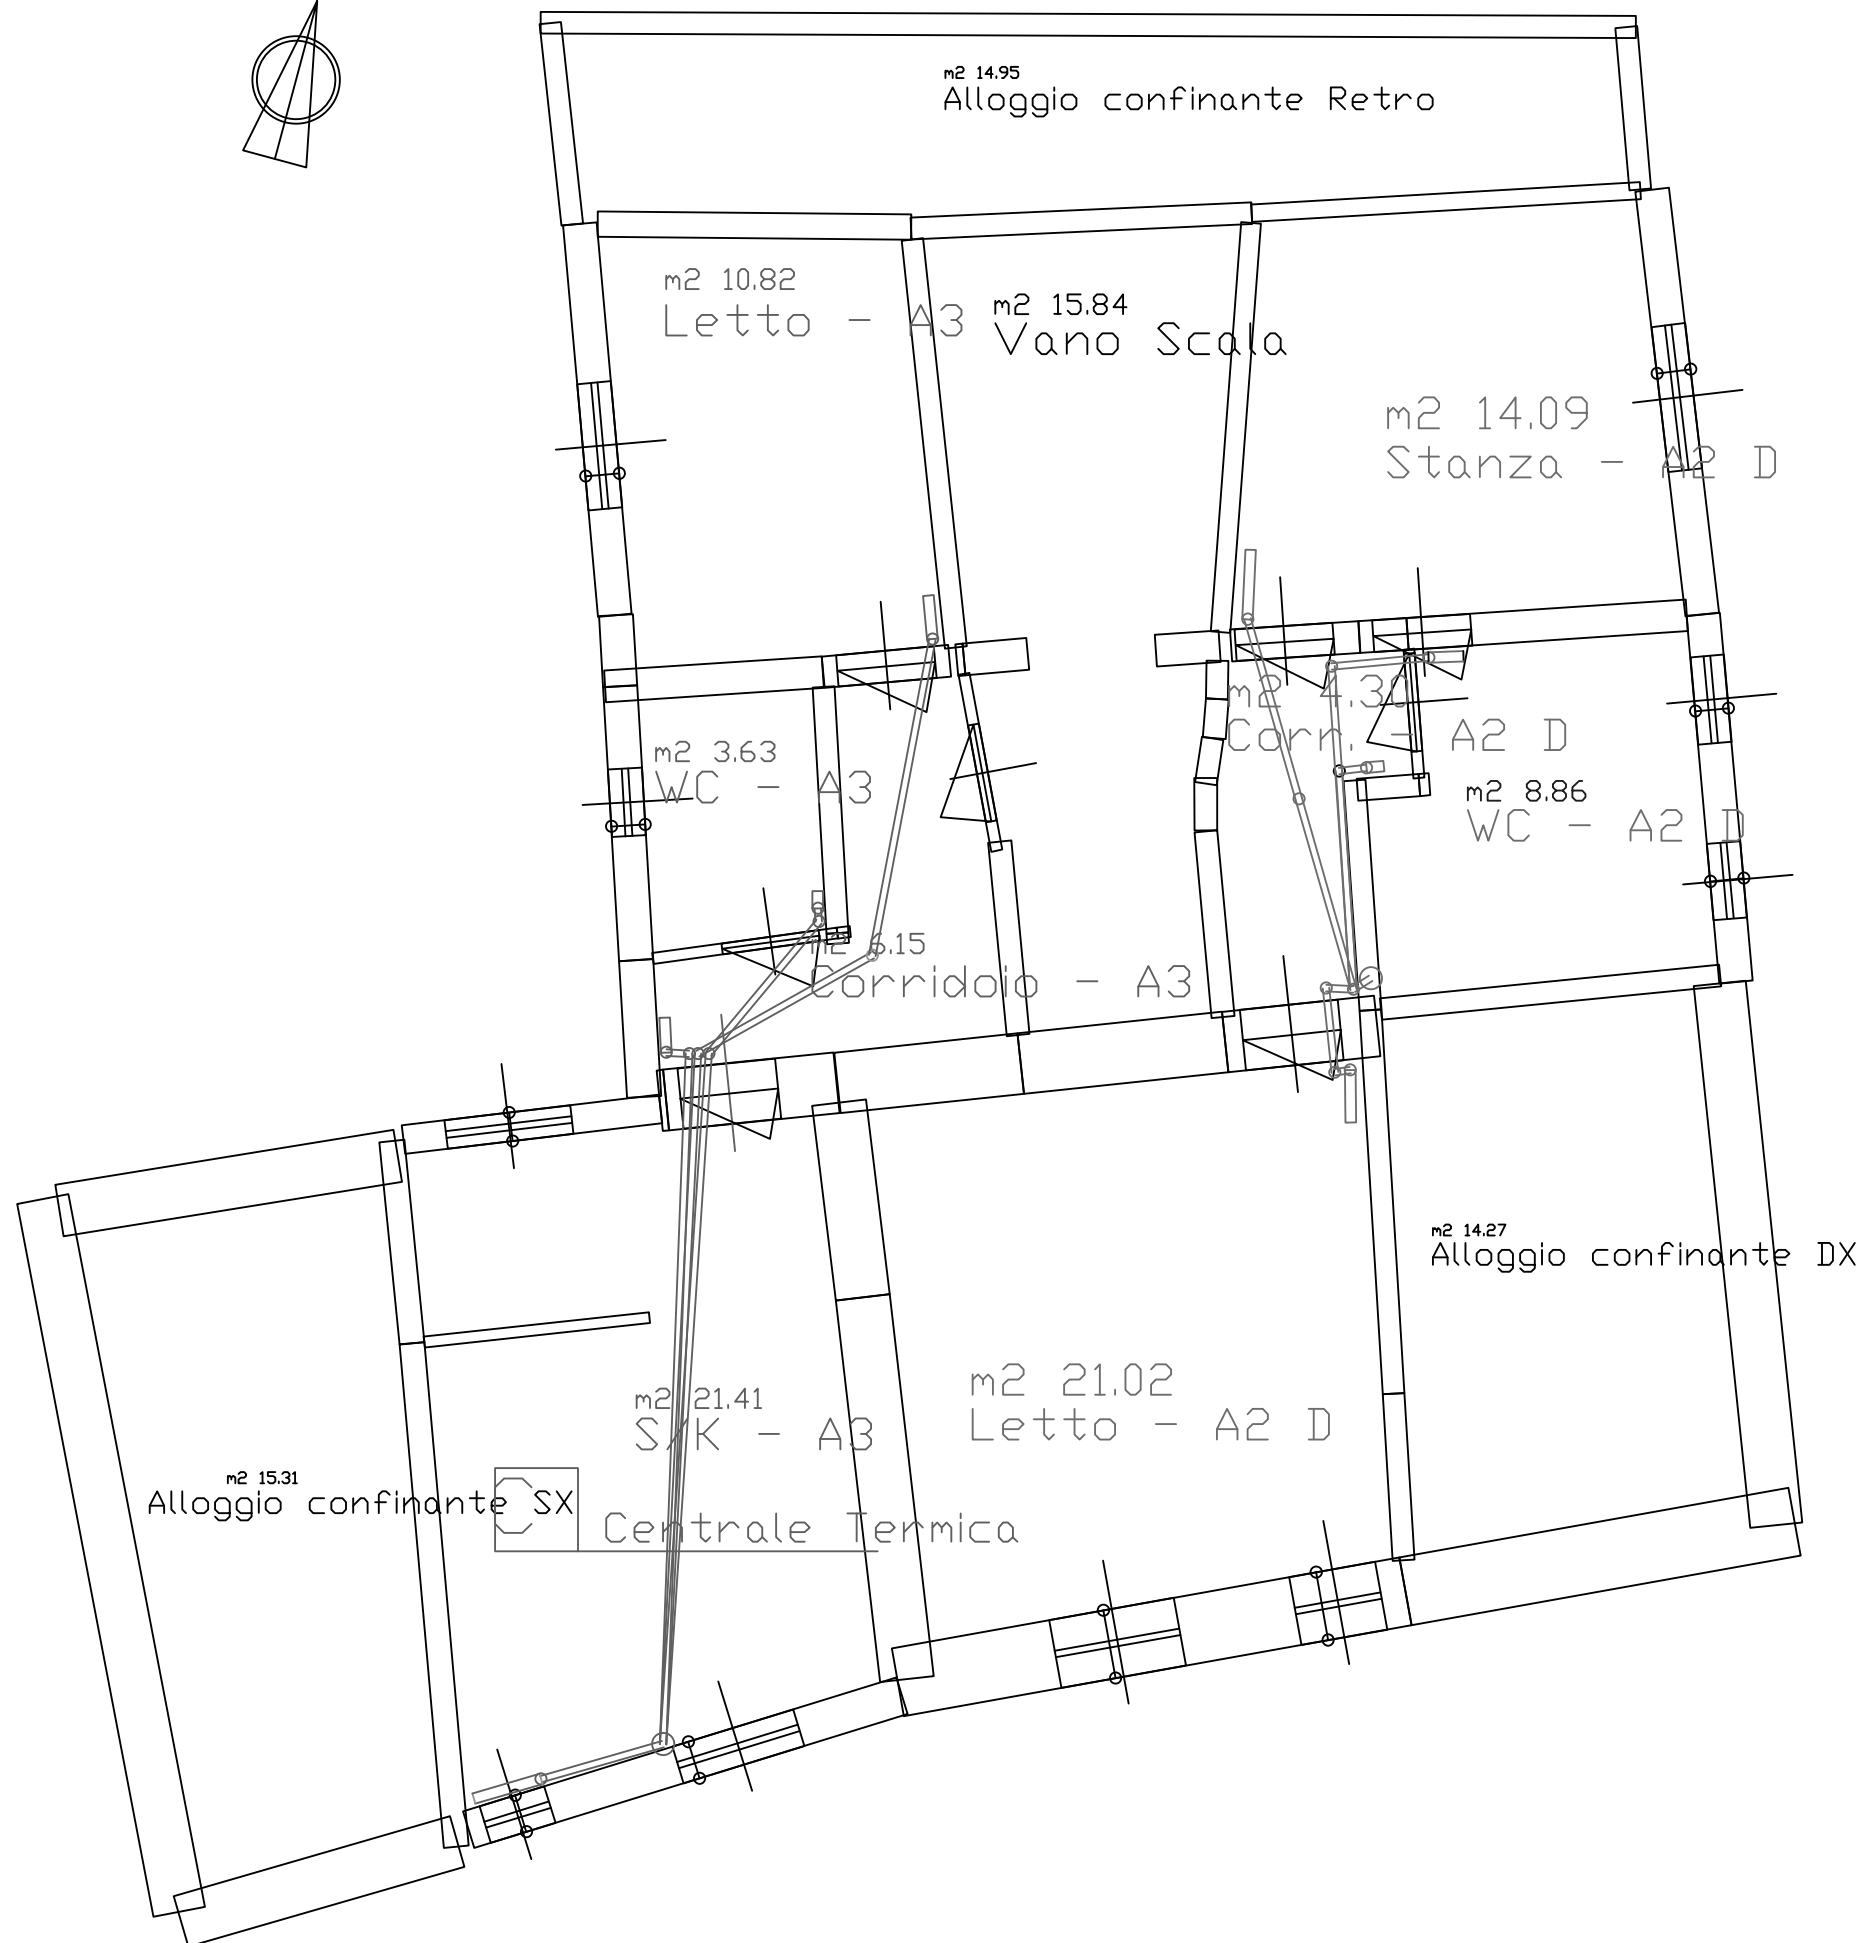 m2 14.95
Alloggio confinante Retro
m2 10.82
Letto - A3
m2 15.84
Vano Scala
m2 14.09
Stanza - A2 D
m2 4.30
Corr. - A2 D
m2 3.63
WC - A3
m2 8.86
WC - A2 D
m2 6.15
Corridoio - A3
m2 14.27
Alloggio confinante DX
m2 21.02
Letto - A2 D
m2 21.41
S/K - A3
m2 15.31
Alloggio confinante SX
C
Centrale Termica